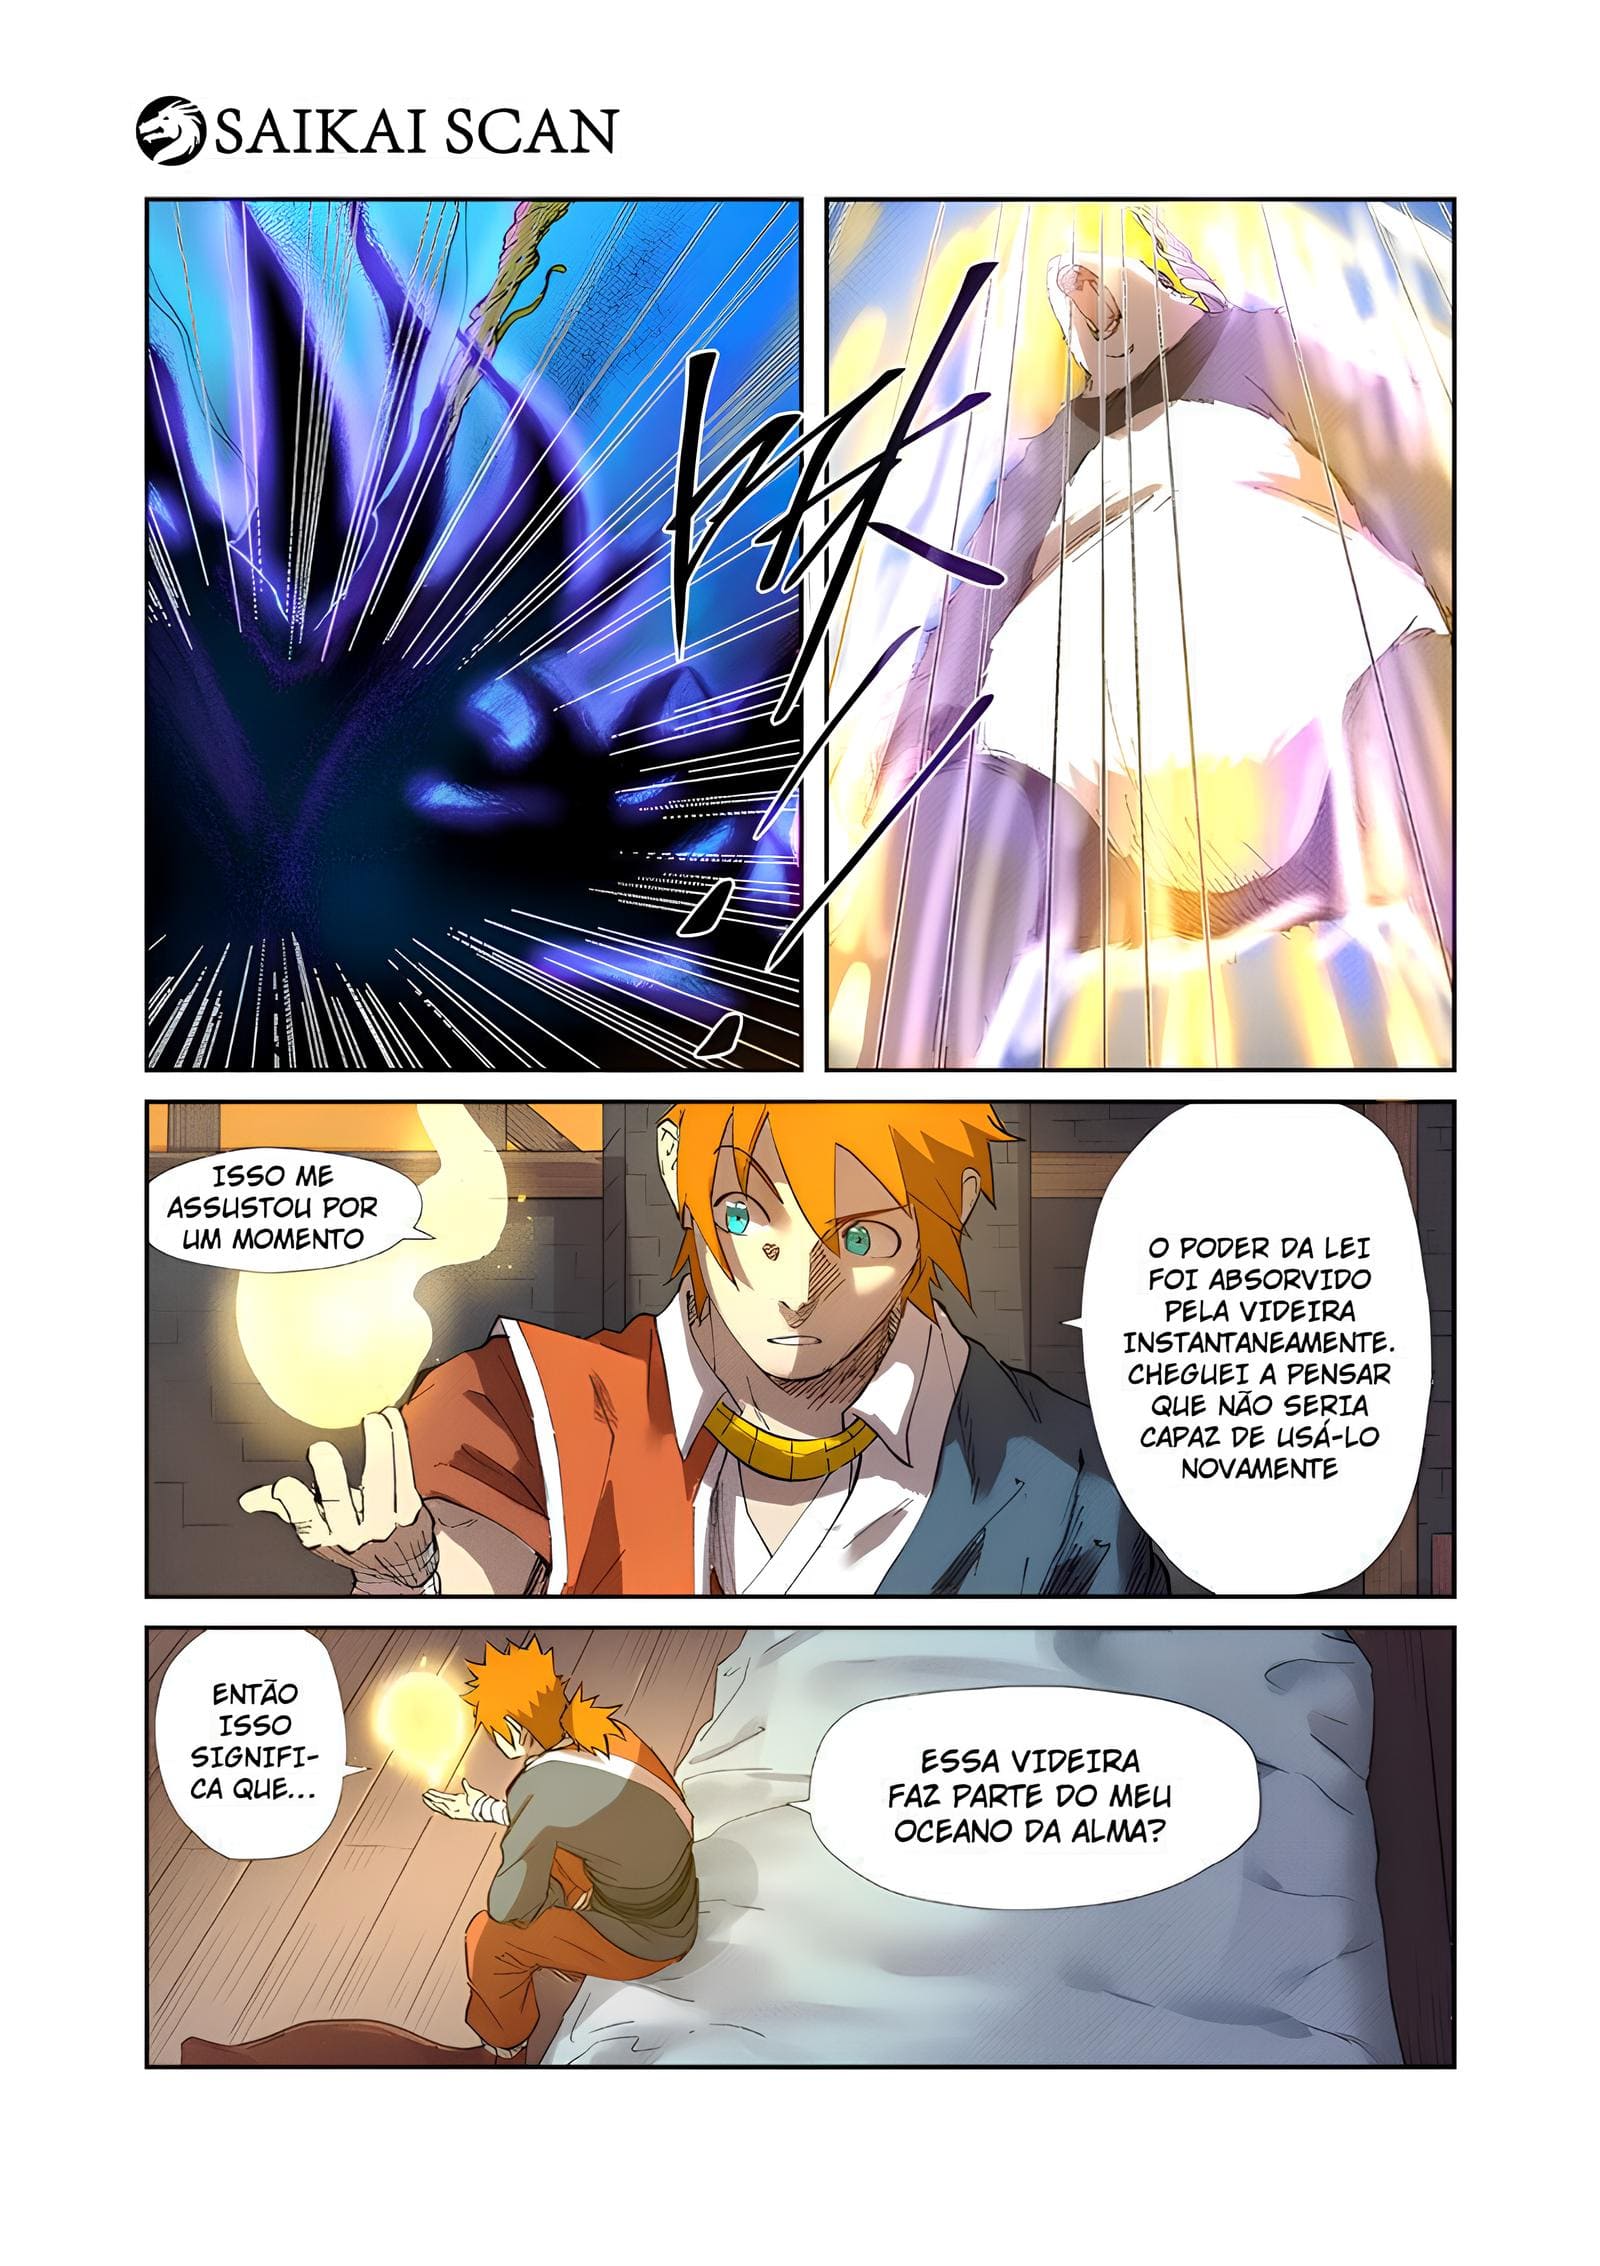 SAIKAI SCAN
ISSO ME
ASSUSTOU POR
UM MOMENTO
O PODER DA LEI
FOI ABSORVIDO
PELA VIDEIRA
INSTANTANEAMENTE.
CHEGUEI A PENSAR
QUE NÃO SERIA
CAPAZ DE USÁ-LO
NOVAMENTE
ENTÃO
ISSO
SIGNIFI-
CA QUE...
ESSA VIDEIRA
FAZ PARTE DO MEU
OCEANO DA ALMA?